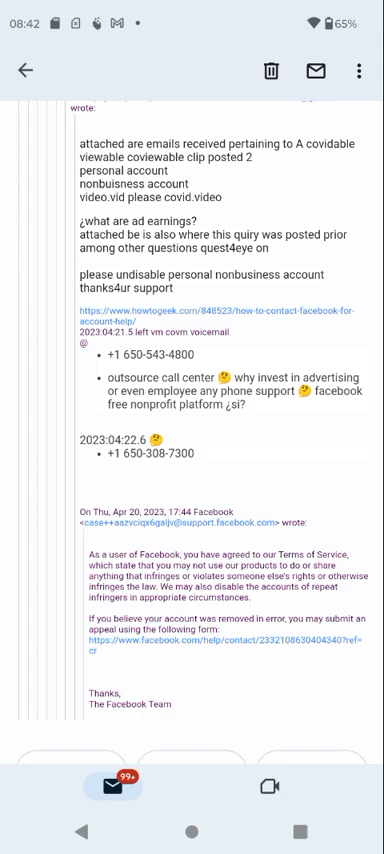 08:42
65%
wrote:
attached are emails received pertaining to A covidable
viewable coviewable clip posted 2
personal account
nonbuisness account
video.vid please covid.video
¿what are ad earnings?
attached be is also where this quiry was posted prior
among other questions quest4eye on
please undisable personal nonbusiness account
thanks4ur support
https://www.howtogeek.com/848523/how-to-contact-facebook-for-
account-help/
2023:04:21.5 left vm covm voicemail
@
• +1 650-543-4800
• outsource call center 🤔 why invest in advertising
or even employee any phone support 🤔 facebook
free nonprofit platform ¿si?
2023:04:22.6 🤔
• +1 650-308-7300
On Thu, Apr 20, 2023, 17:44 Facebook
<case++aazvciqx6galjv@support.facebook.com> wrote:
As a user of Facebook, you have agreed to our Terms of Service,
which state that you may not use our products to do or share
anything that infringes or violates someone else's rights or otherwise
infringes the law. We may also disable the accounts of repeat
infringers in appropriate circumstances.
If you believe your account was removed in error, you may submit an
appeal using the following form:
https://www.facebook.com/help/contact/2332108630404340?ref=
cr
Thanks,
The Facebook Team
99+